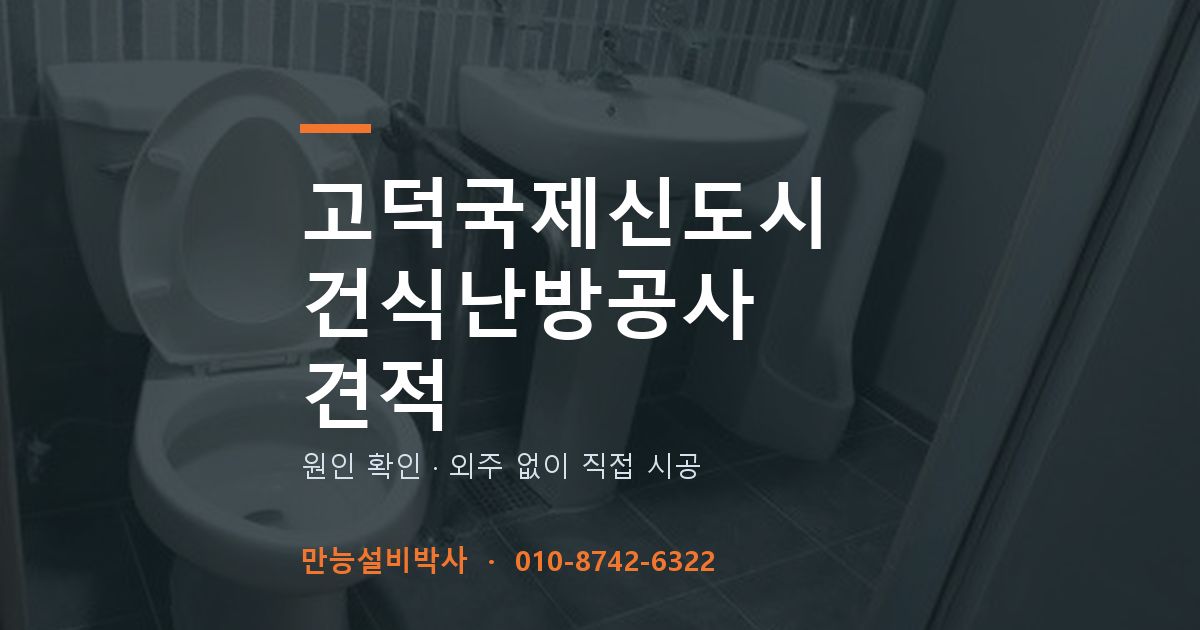 고덕국제신도시
건식난방공사
견적
원인 확인 · 외주 없이 직접 시공
만능설비박사 · 010-8742-6322